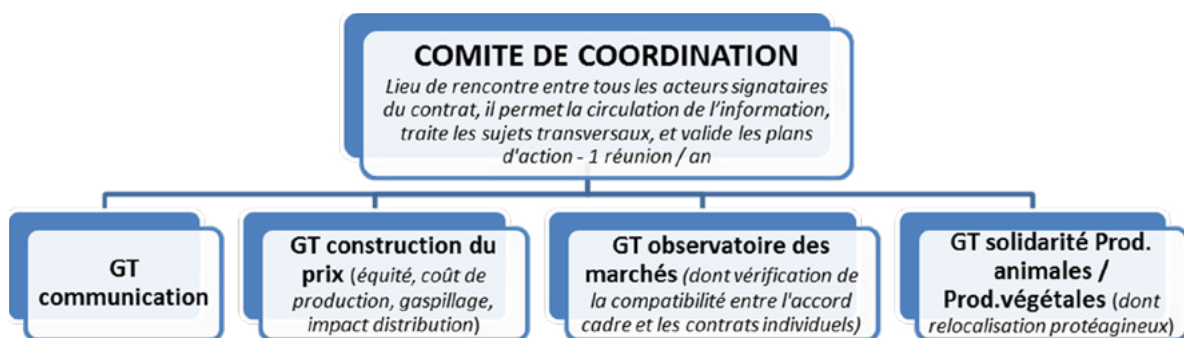 COMITE DE COORDINATION
Lieu de rencontre entre tous les acteurs signataires
du contrat, il permet la circulation de l'information,
traite les sujets transversaux, et valide les plans
d'action - 1 réunion / an
GT
communication
GT construction du
prix (équité, coût de
production, gaspillage,
impact distribution)
GT observatoire des
marchés (dont vérification de
la compatibilité entre l'accord
cadre et les contrats individuels)
GT solidarité Prod.
animales /
Prod.végétales (dont
relocalisation protéagineux)